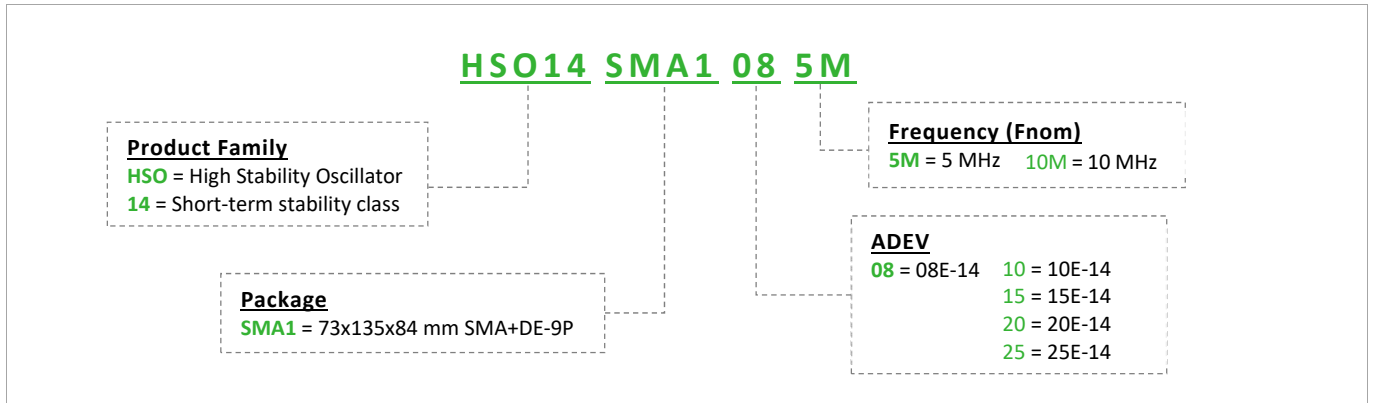 HSO14 SMA1 08 5M
Product Family
HSO = High Stability Oscillator
14 = Short-term stability class
Package
SMA1 = 73x135x84 mm SMA+DE-9P
Frequency (Fnom)
5M = 5 MHz 10M = 10 MHz
ADEV
08 = 08E-14 10 = 10E-14
15 = 15E-14
20 = 20E-14
25 = 25E-14